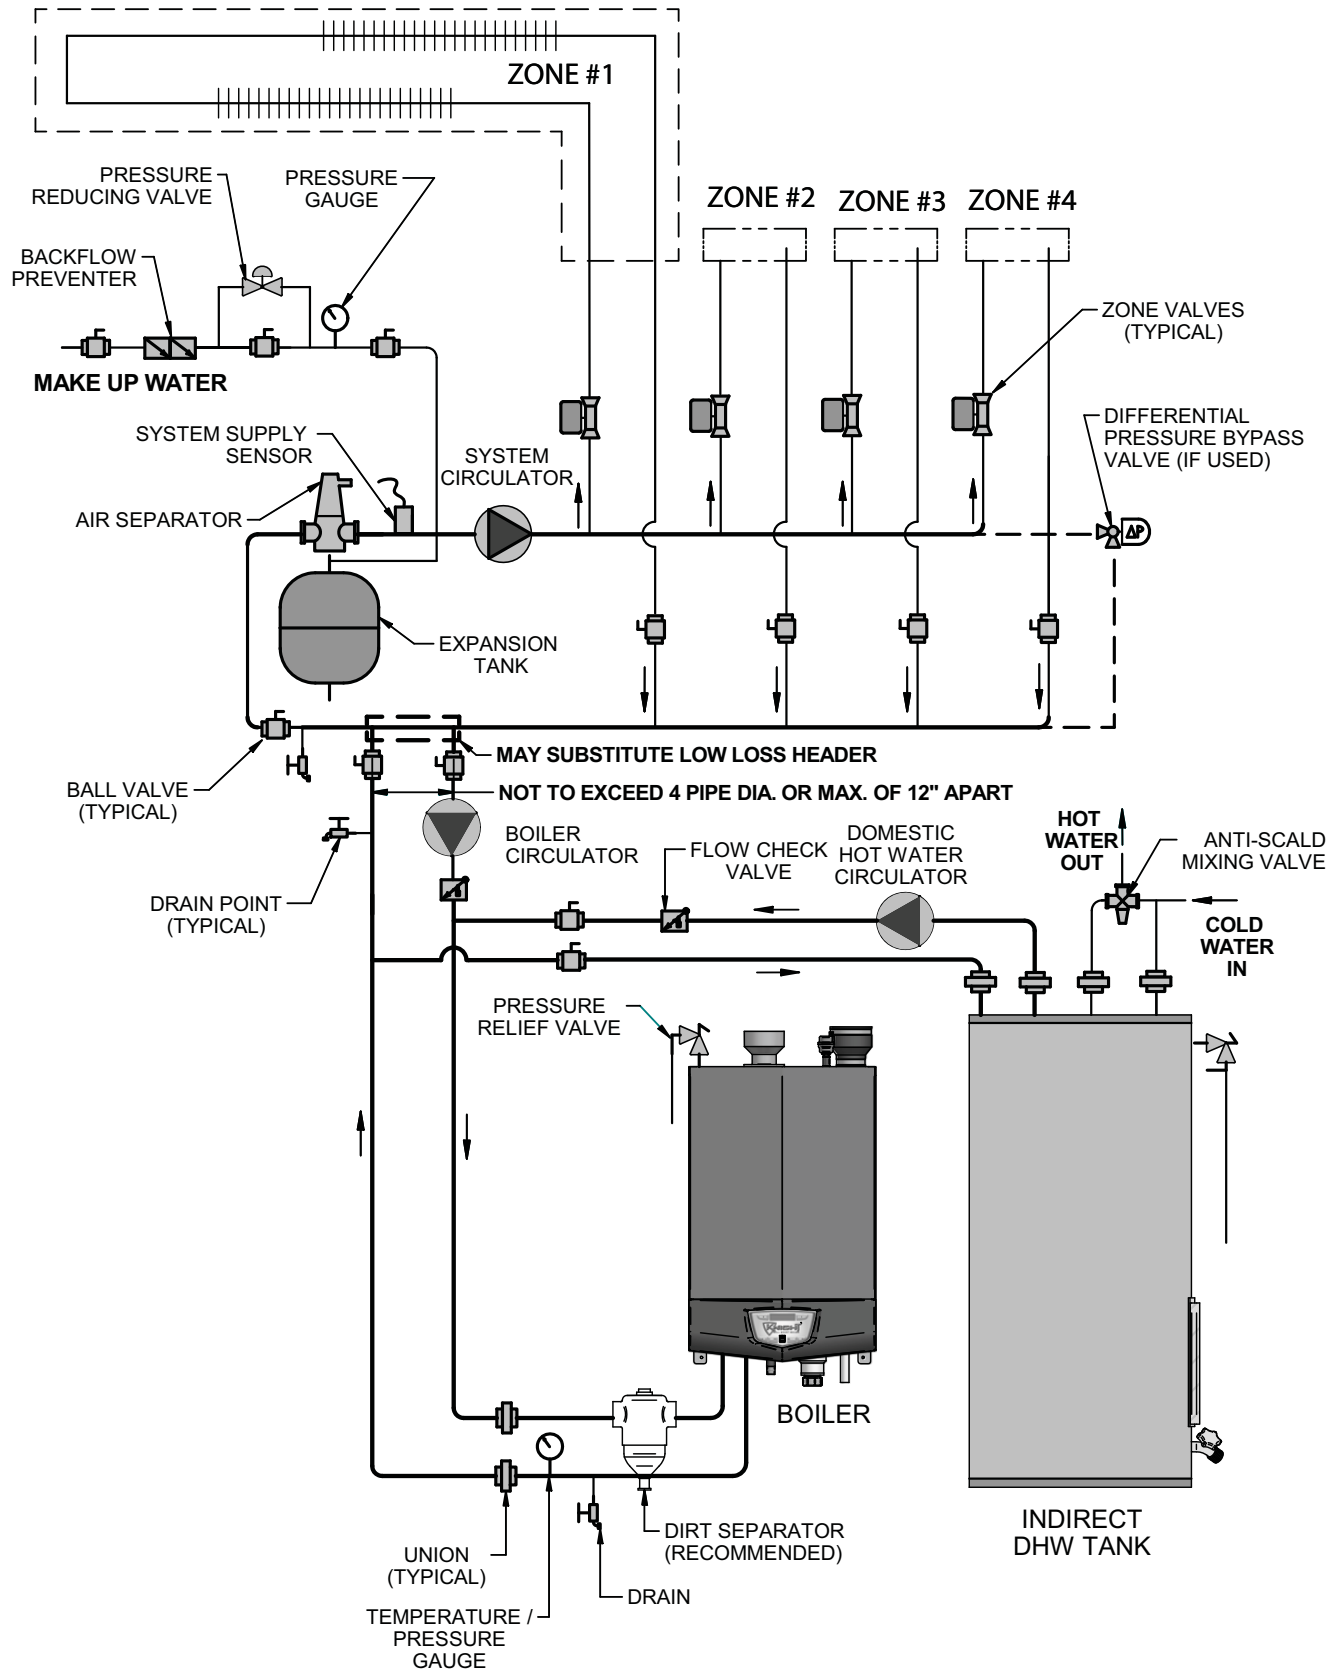 ZONE #1
PRESSURE
REDUCING VALVE
PRESSURE
GAUGE
ZONE #2
ZONE #3
ZONE #4
BACKFLOW
PREVENTER
ZONE VALVES
(TYPICAL)
MAKE UP WATER
SYSTEM SUPPLY
SENSOR
SYSTEM
CIRCULATOR
DIFFERENTIAL
PRESSURE BYPASS
VALVE (IF USED)
AIR SEPARATOR
ΔP
EXPANSION
TANK
MAY SUBSTITUTE LOW LOSS HEADER
BALL VALVE
(TYPICAL)
NOT TO EXCEED 4 PIPE DIA. OR MAX. OF 12" APART
BOILER
CIRCULATOR
FLOW CHECK
VALVE
DOMESTIC
HOT WATER
CIRCULATOR
HOT
WATER
OUT
ANTI-SCALD
MIXING VALVE
DRAIN POINT
(TYPICAL)
COLD
WATER
IN
PRESSURE
RELIEF VALVE
KNIGHT
BOILER
INDIRECT
DHW TANK
DIRT SEPARATOR
(RECOMMENDED)
UNION
(TYPICAL)
DRAIN
TEMPERATURE /
PRESSURE
GAUGE